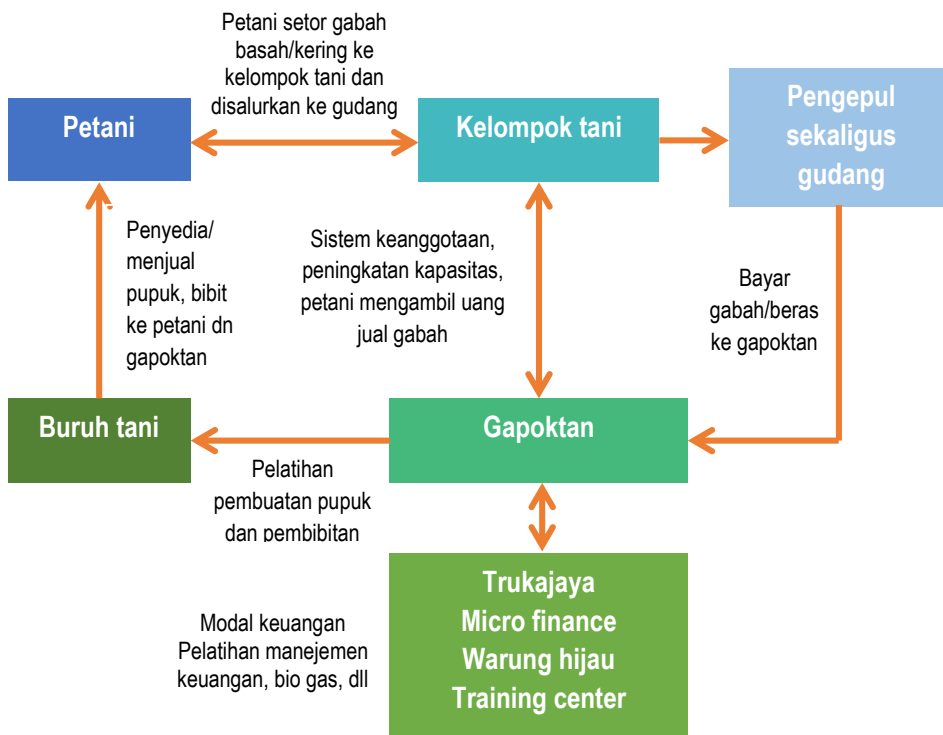 Petani setor gabah
basah/kering ke
kelompok tani dan
disalurkan ke gudang
Petani
Kelompok tani
Pengepul
sekaligus
gudang
Penyedia/
menjual
pupuk, bibit
ke petani dn
gapoktan
Sistem keanggotaan,
peningkatan kapasitas,
petani mengambil uang
jual gabah
Bayar
gabah/beras
ke gapoktan
Buruh tani
Gapoktan
Pelatihan
pembuatan pupuk
dan pembibitan
Modal keuangan
Pelatihan manejemen
keuangan, bio gas, dll
Trukajaya
Micro finance
Warung hijau
Training center